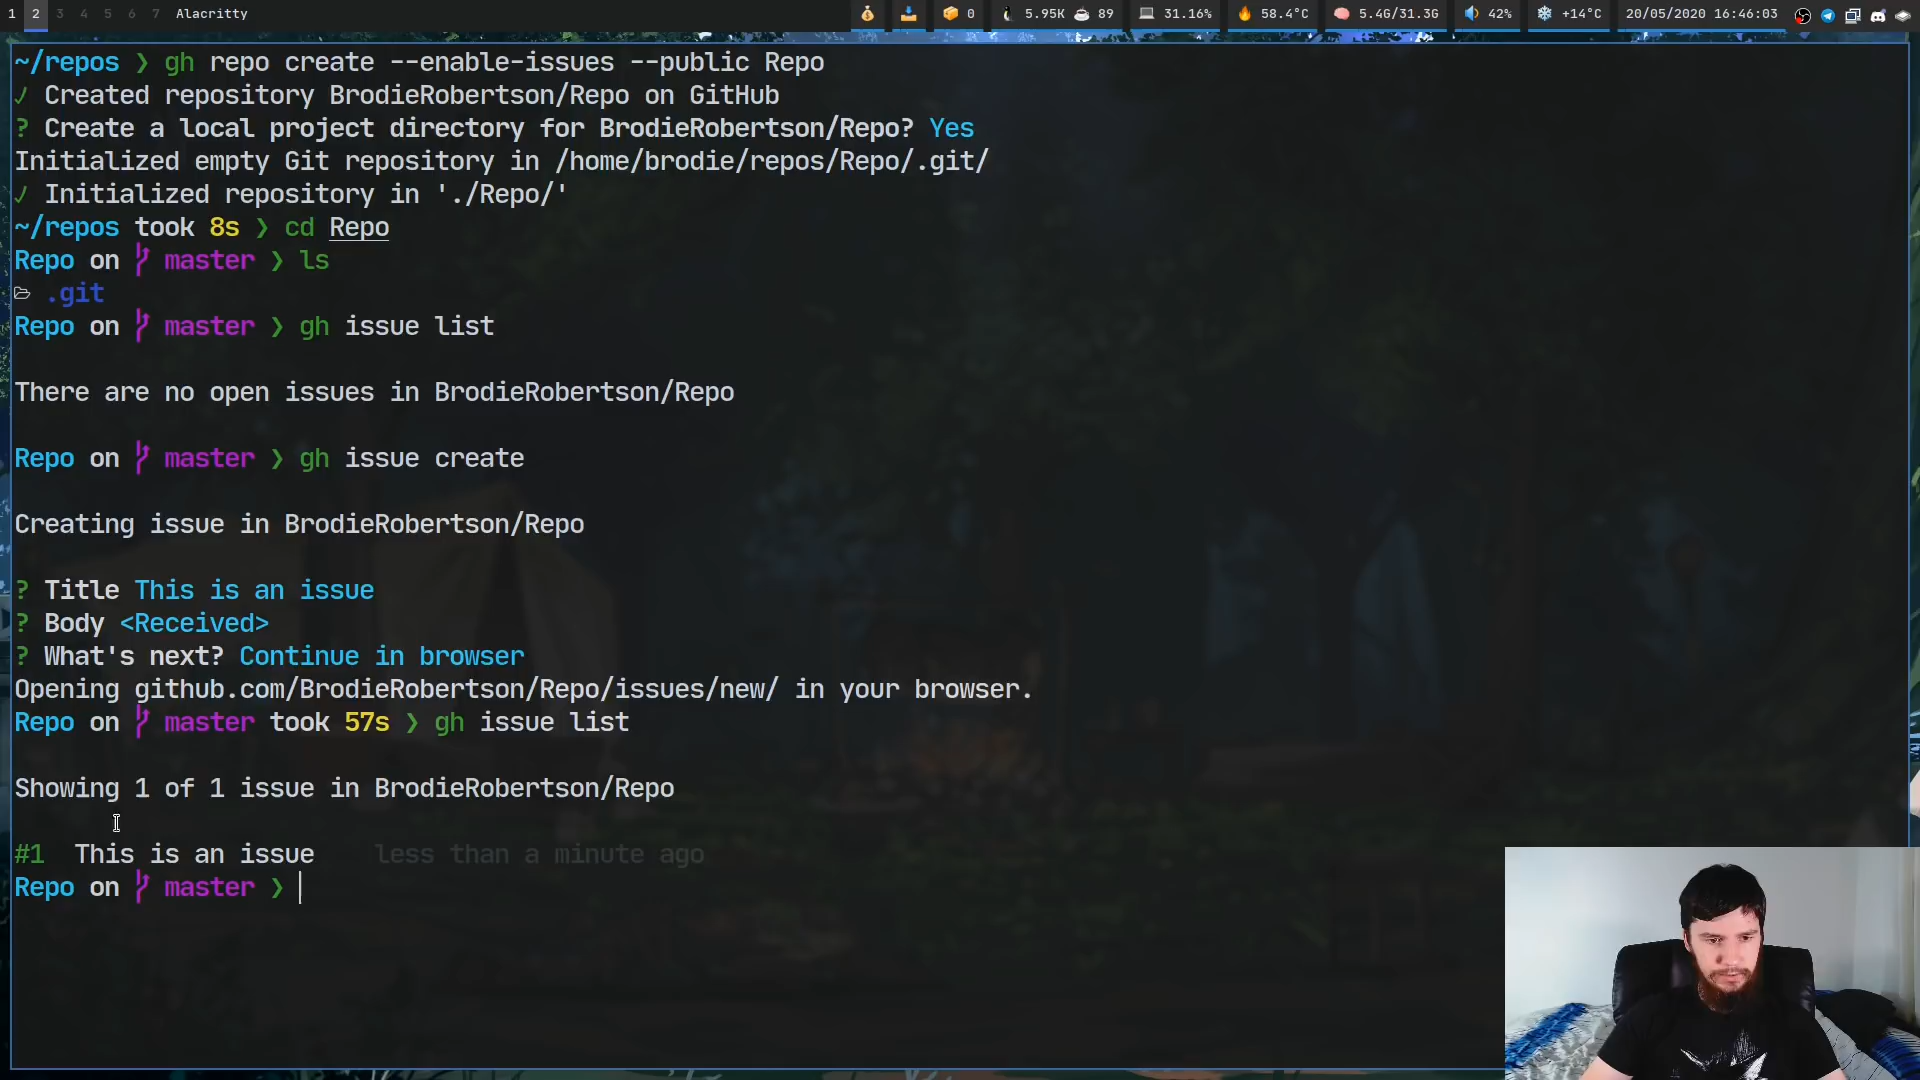 1 2 3 4 5 6 7 Alacritty 0 5.95K 89 31.16% 58.4°C 5.4G/31.3G 42% +14°C 20/05/2020 16:46:03
~/repos ❯ gh repo create --enable-issues --public Repo
✓ Created repository BrodieRobertson/Repo on GitHub
? Create a local project directory for BrodieRobertson/Repo? Yes
Initialized empty Git repository in /home/brodie/repos/Repo/.git/
✓ Initialized repository in './Repo/'
~/repos took 8s ❯ cd Repo
Repo on master ❯ ls
.git
Repo on master ❯ gh issue list
There are no open issues in BrodieRobertson/Repo
Repo on master ❯ gh issue create
Creating issue in BrodieRobertson/Repo
? Title This is an issue
? Body <Received>
? What's next? Continue in browser
Opening github.com/BrodieRobertson/Repo/issues/new/ in your browser.
Repo on master took 57s ❯ gh issue list
Showing 1 of 1 issue in BrodieRobertson/Repo
#1 This is an issue less than a minute ago
Repo on master ❯